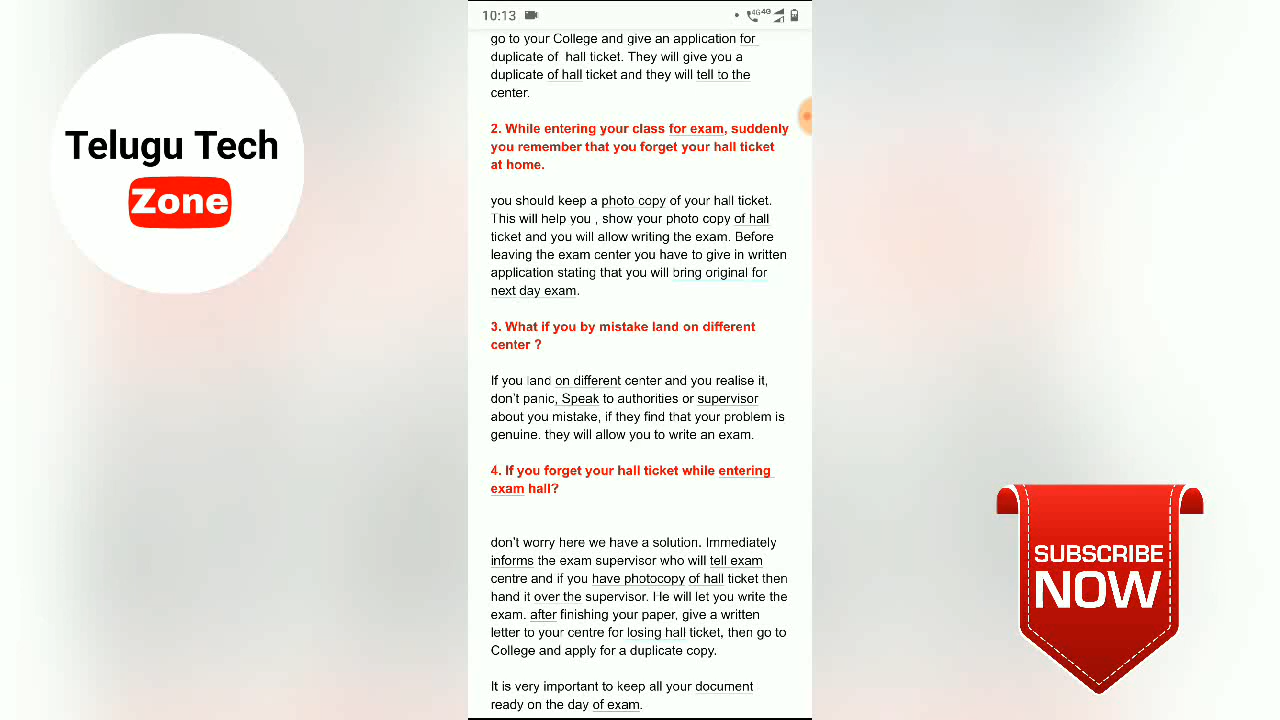 Telugu Tech
Zone
10:13
4G 4G
go to your College and give an application for
duplicate of hall ticket. They will give you a
duplicate of hall ticket and they will tell to the
center.
2. While entering your class for exam, suddenly
you remember that you forget your hall ticket
at home.
you should keep a photo copy of your hall ticket.
This will help you , show your photo copy of hall
ticket and you will allow writing the exam. Before
leaving the exam center you have to give in written
application stating that you will bring original for
next day exam.
3. What if you by mistake land on different
center ?
If you land on different center and you realise it,
don't panic, Speak to authorities or supervisor
about you mistake, if they find that your problem is
genuine. they will allow you to write an exam.
4. If you forget your hall ticket while entering
exam hall?
don't worry here we have a solution. Immediately
informs the exam supervisor who will tell exam
centre and if you have photocopy of hall ticket then
hand it over the supervisor. He will let you write the
exam. after finishing your paper, give a written
letter to your centre for losing hall ticket, then go to
College and apply for a duplicate copy.
It is very important to keep all your document
ready on the day of exam.
SUBSCRIBE
NOW